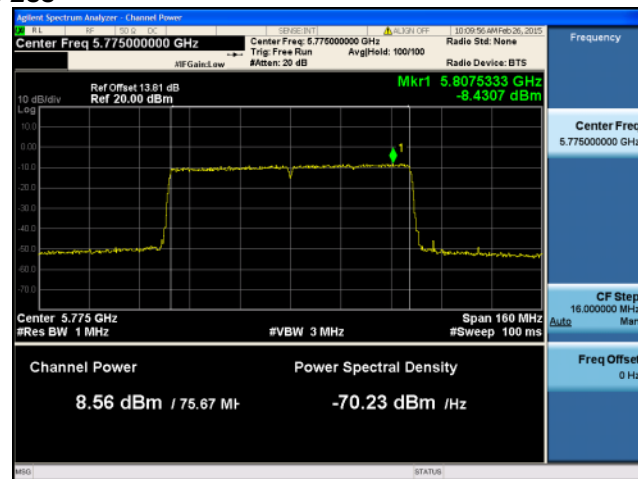 Agilent Spectrum Analyzer - Channel Power
RL RF 50 Ω DC SENSE:INT ALIGN OFF 10:09:56 AM Feb 26, 2015
Center Freq 5.775000000 GHz
Center Freq: 5.775000000 GHz
Radio Std: None
Trig: Free Run Avg|Hold: 100/100
#IFGain:Low #Atten: 20 dB Radio Device: BTS
Frequency
Mkr1 5.8075333 GHz
-8.4307 dBm
Ref Offset 13.81 dB
10 dB/div Ref 20.00 dBm
Log
10.0
0.00
-10.0
-20.0
-30.0
-40.0
-50.0
-60.0
-70.0
1
Center 5.775 GHz Span 160 MHz
#Res BW 1 MHz #VBW 3 MHz #Sweep 100 ms
Channel Power Power Spectral Density
8.56 dBm / 75.67 MH -70.23 dBm /Hz
Center Freq
5.775000000 GHz
CF Step
16.000000 MHz
Auto Man
Freq Offset
0 Hz
MSG STATUS